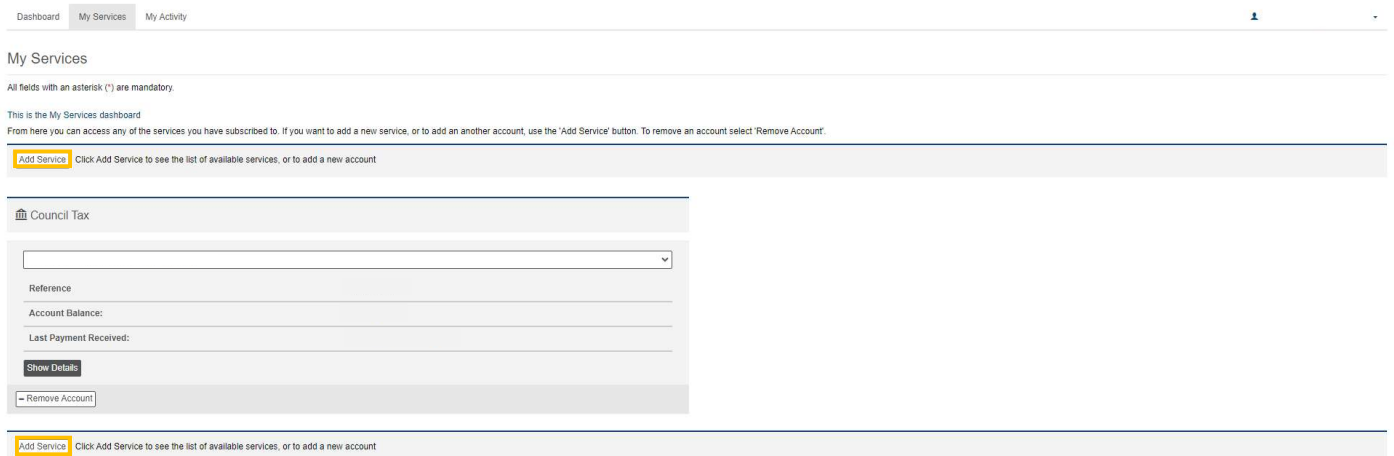 Dashboard My Services My Activity
My Services
All fields with an asterisk (*) are mandatory.
This is the My Services dashboard
From here you can access any of the services you have subscribed to. If you want to add a new service, or to add an another account, use the 'Add Service' button. To remove an account select 'Remove Account'.
Add Service Click Add Service to see the list of available services, or to add a new account
Council Tax
Reference
Account Balance:
Last Payment Received:
Show Details
Remove Account
Add Service Click Add Service to see the list of available services, or to add a new account